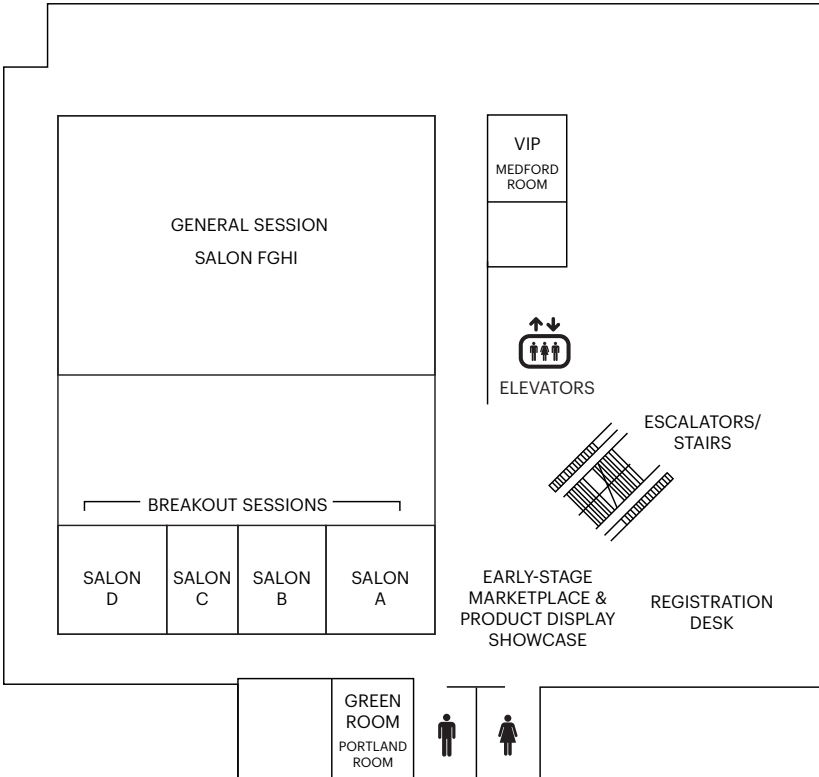 VIP
MEDFORD
ROOM
GENERAL SESSION
SALON FGHI
ELEVATORS
ESCALATORS/
STAIRS
BREAKOUT SESSIONS
SALON
D
SALON
C
SALON
B
SALON
A
EARLY-STAGE
MARKETPLACE &
PRODUCT DISPLAY
SHOWCASE
REGISTRATION
DESK
GREEN
ROOM
PORTLAND
ROOM